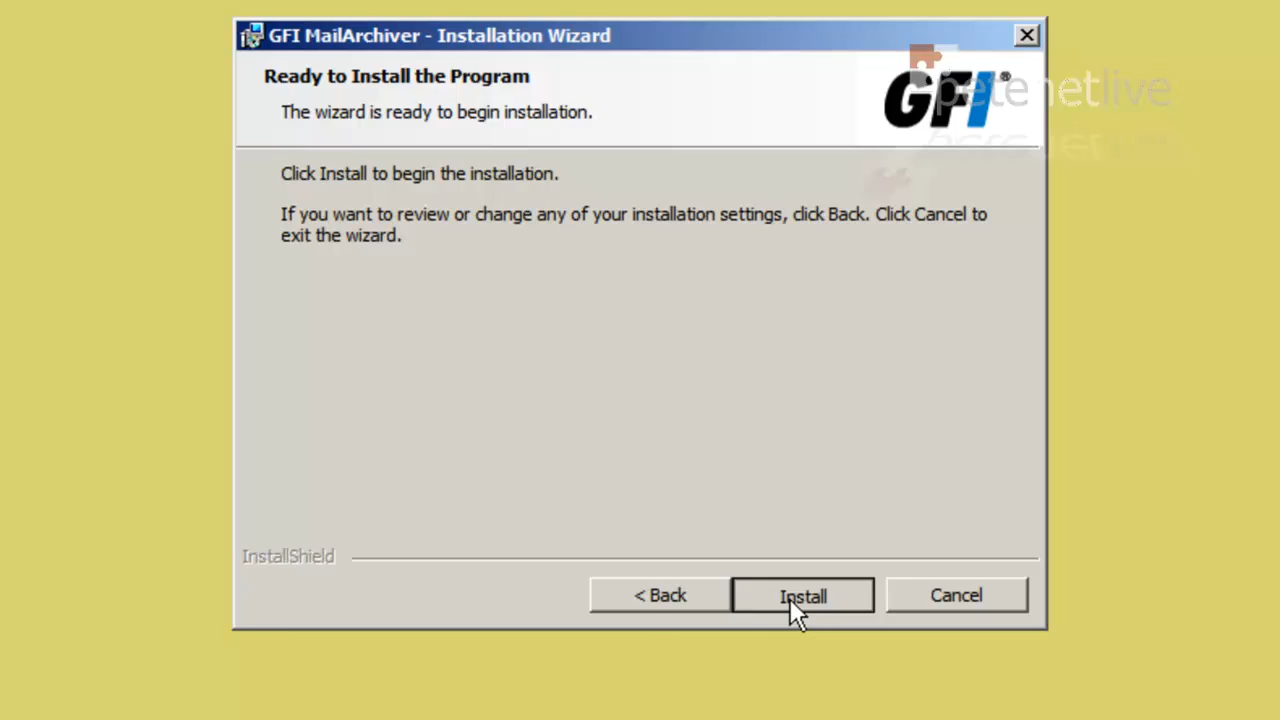 GFI MailArchiver - Installation Wizard
Ready to Install the Program
The wizard is ready to begin installation.
GFI®
petenetlive
Click Install to begin the installation.
If you want to review or change any of your installation settings, click Back. Click Cancel to
exit the wizard.
InstallShield
< Back
Install
Cancel